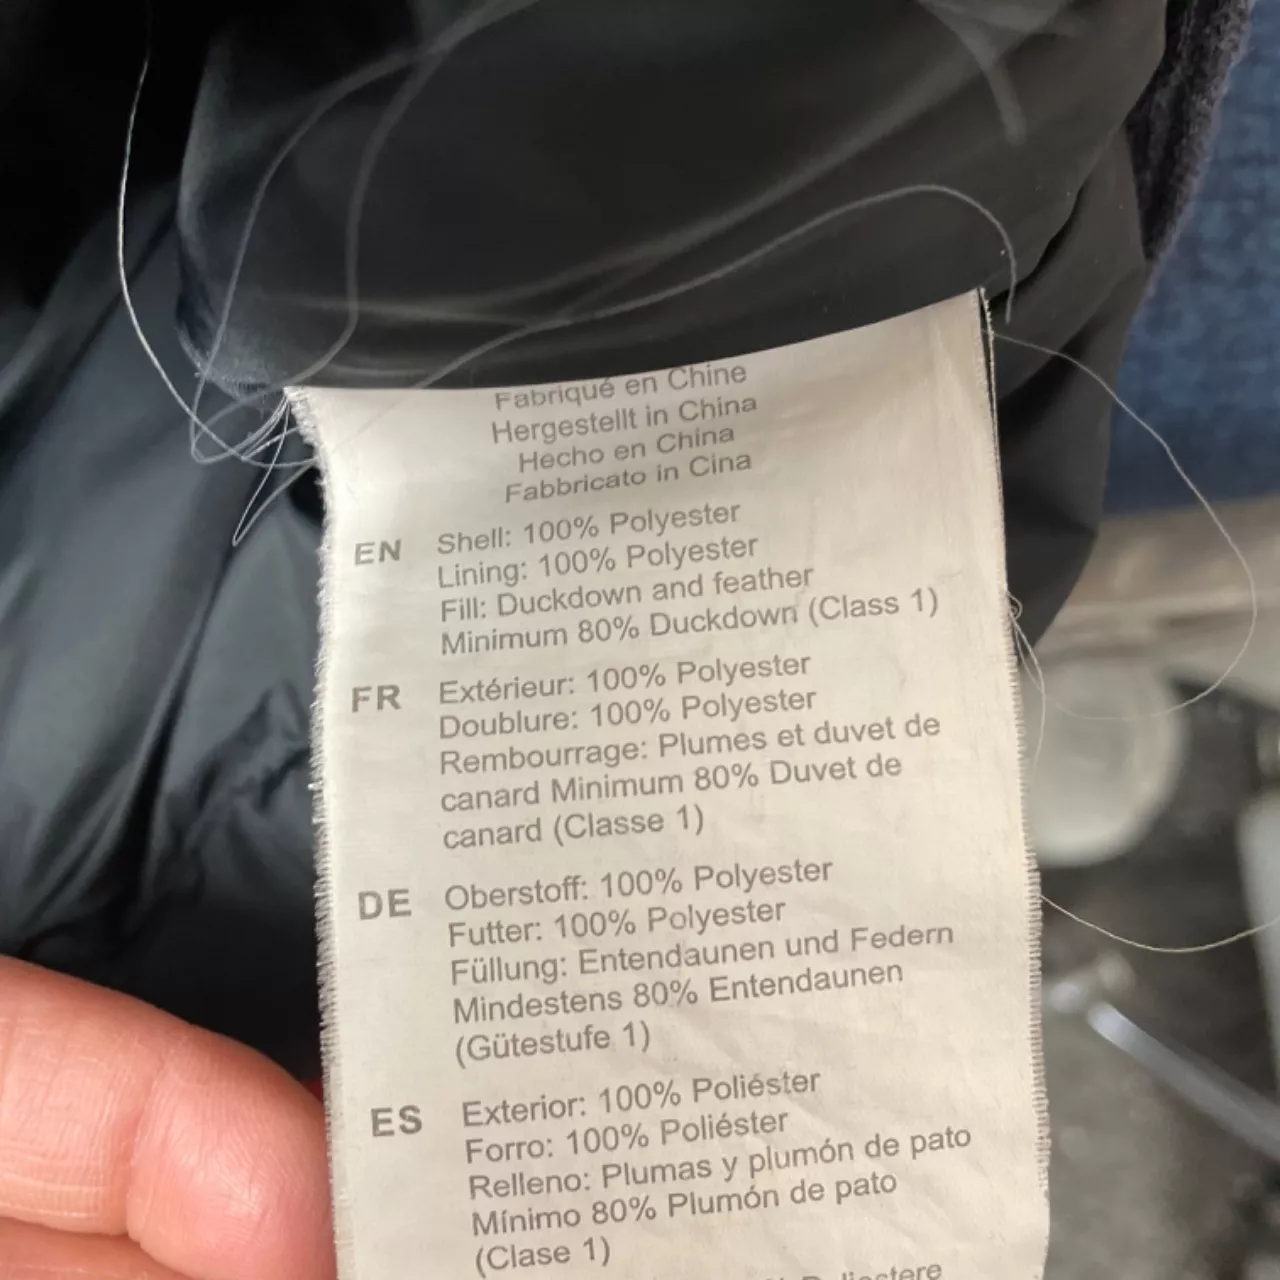 Fabriqué en Chine
Hergestellt in China
Hecho en China
Fabbricato in Cina
EN Shell: 100% Polyester
Lining: 100% Polyester
Fill: Duckdown and feather
Minimum 80% Duckdown (Class 1)
FR Extérieur: 100% Polyester
Doublure: 100% Polyester
Rembourrage: Plumes et duvet de
canard Minimum 80% Duvet de
canard (Classe 1)
DE Oberstoff: 100% Polyester
Futter: 100% Polyester
Füllung: Entendaunen und Federn
Mindestens 80% Entendaunen
(Gütestufe 1)
ES Exterior: 100% Poliéster
Forro: 100% Poliéster
Relleno: Plumas y plumón de pato
Mínimo 80% Plumón de pato
(Clase 1)